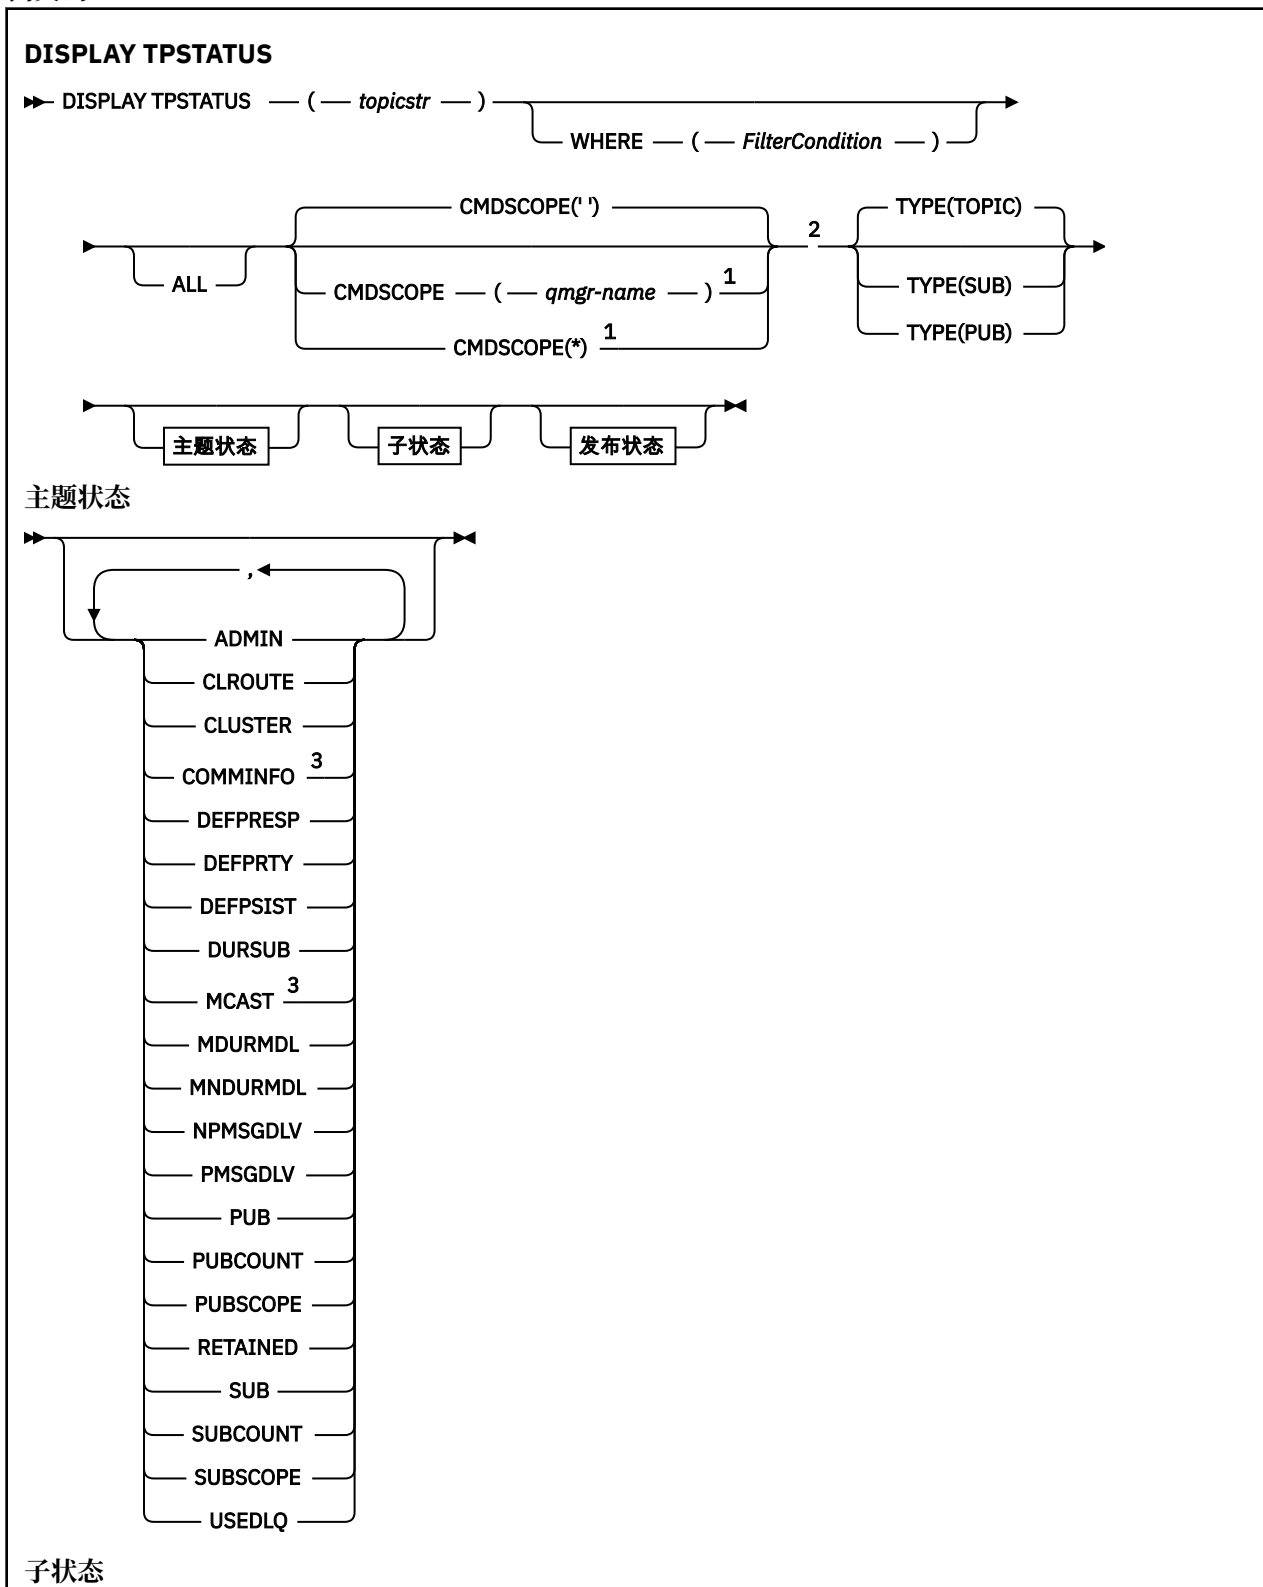 DISPLAY TPSTATUS
DISPLAY TPSTATUS ( topicstr )
WHERE ( FilterCondition )
ALL
CMDSCOPE(' ')
CMDSCOPE ( qmgr-name ) 1
CMDSCOPE(*) 1
2
TYPE(TOPIC)
TYPE(SUB)
TYPE(PUB)
主题状态 子状态 发布状态
主题状态
,
ADMIN
CLROUTE
CLUSTER
COMMINFO 3
DEFPRESP
DEFPRTY
DEFPSIST
DURSUB
MCAST 3
MDURMDL
MNDURMDL
NPMSGDLV
PMSGDLV
PUB
PUBCOUNT
PUBSCOPE
RETAINED
SUB
SUBCOUNT
SUBSCOPE
USEDLQ
子状态